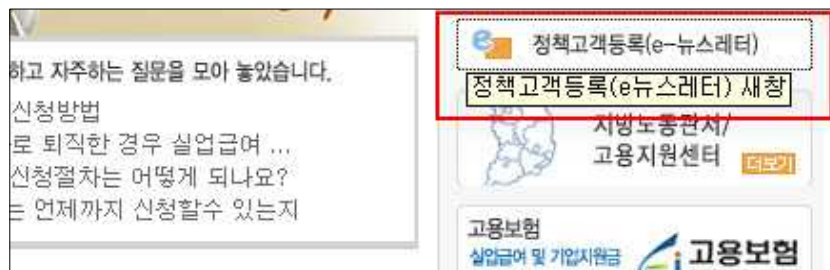 하고 자주하는 질문을 모아 놓았습니다.
신청방법
로 퇴직한 경우 실업급여 ...
신청절차는 어떻게 되나요?
는 언제까지 신청할수 있는지
정책고객등록(e-뉴스레터)
정책고객등록(e뉴스레터) 새창
지방노동관서/
고용지원센터 더보기
고용보험
실업급여 및 기업지원금
고용보험